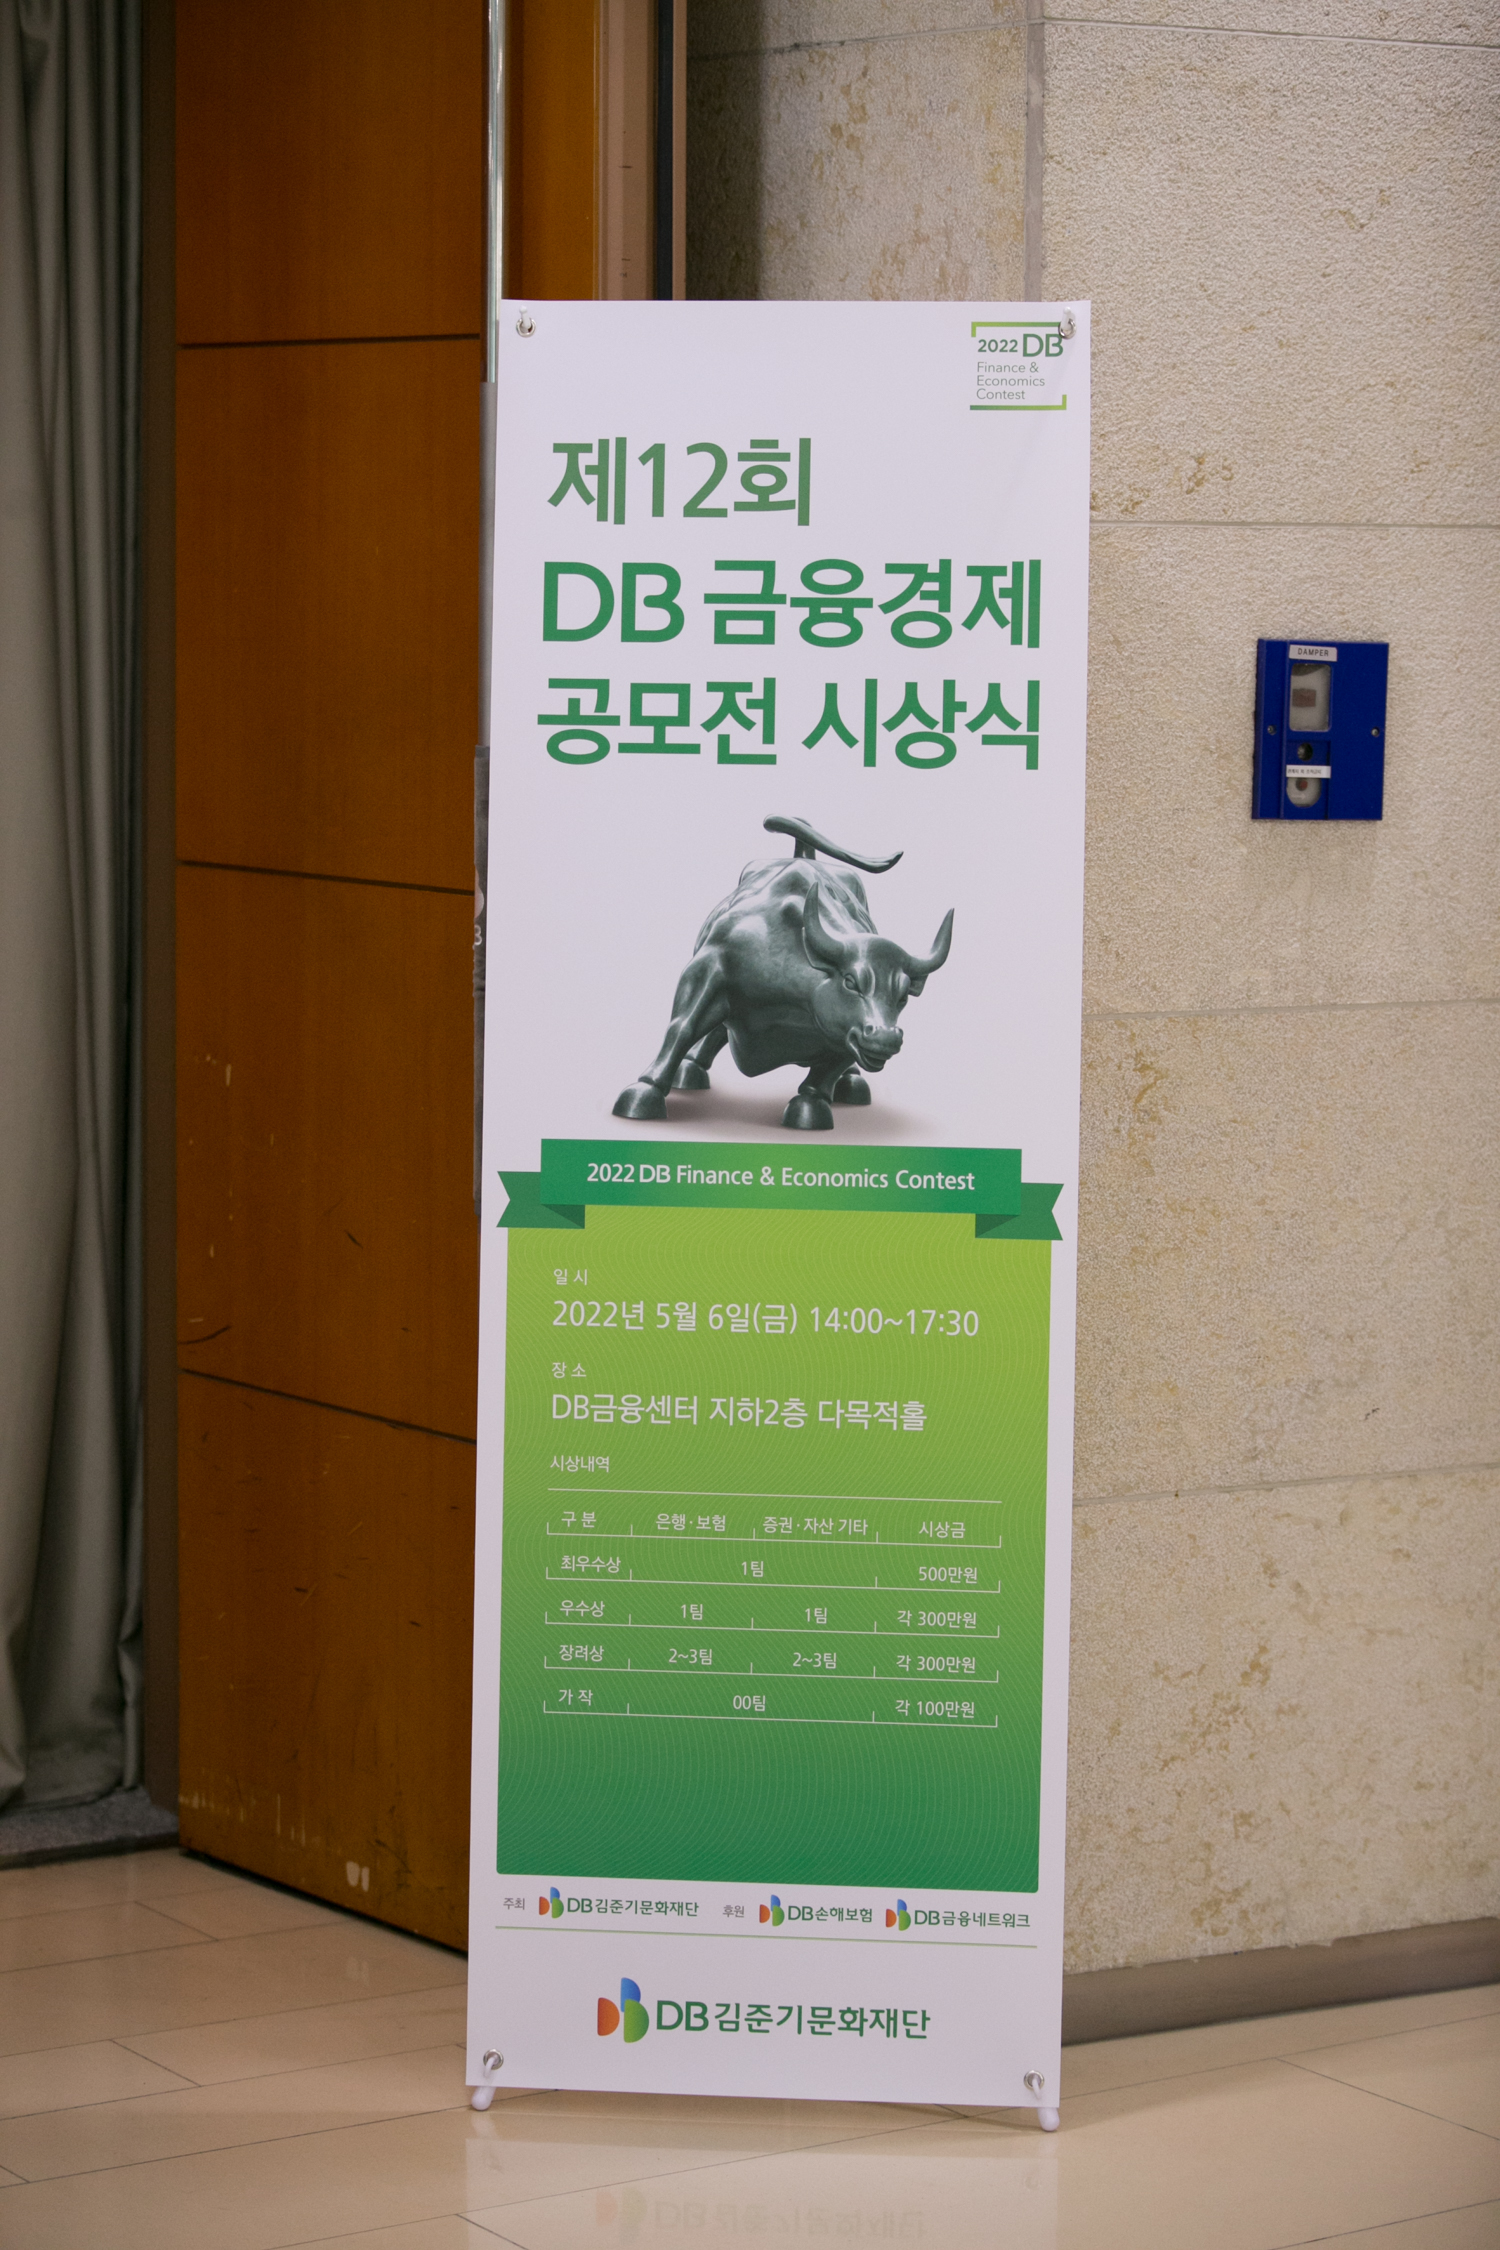 2022 DB
Finance &
Economics
Contest
제12회
DB 금융경제
공모전 시상식
DAMPER
2022 DB Finance & Economics Contest
일 시
2022년 5월 6일(금) 14:00~17:30
장 소
DB금융센터 지하2층 다목적홀
시상내역
구 분 은행·보험 증권·자산 기타 시상금
최우수상 1팀 500만원
우수상 1팀 1팀 각 300만원
장려상 2~3팀 2~3팀 각 300만원
가 작 00팀 각 100만원
주최 DB김준기문화재단 후원 DB손해보험 DB금융네트워크
DB김준기문화재단